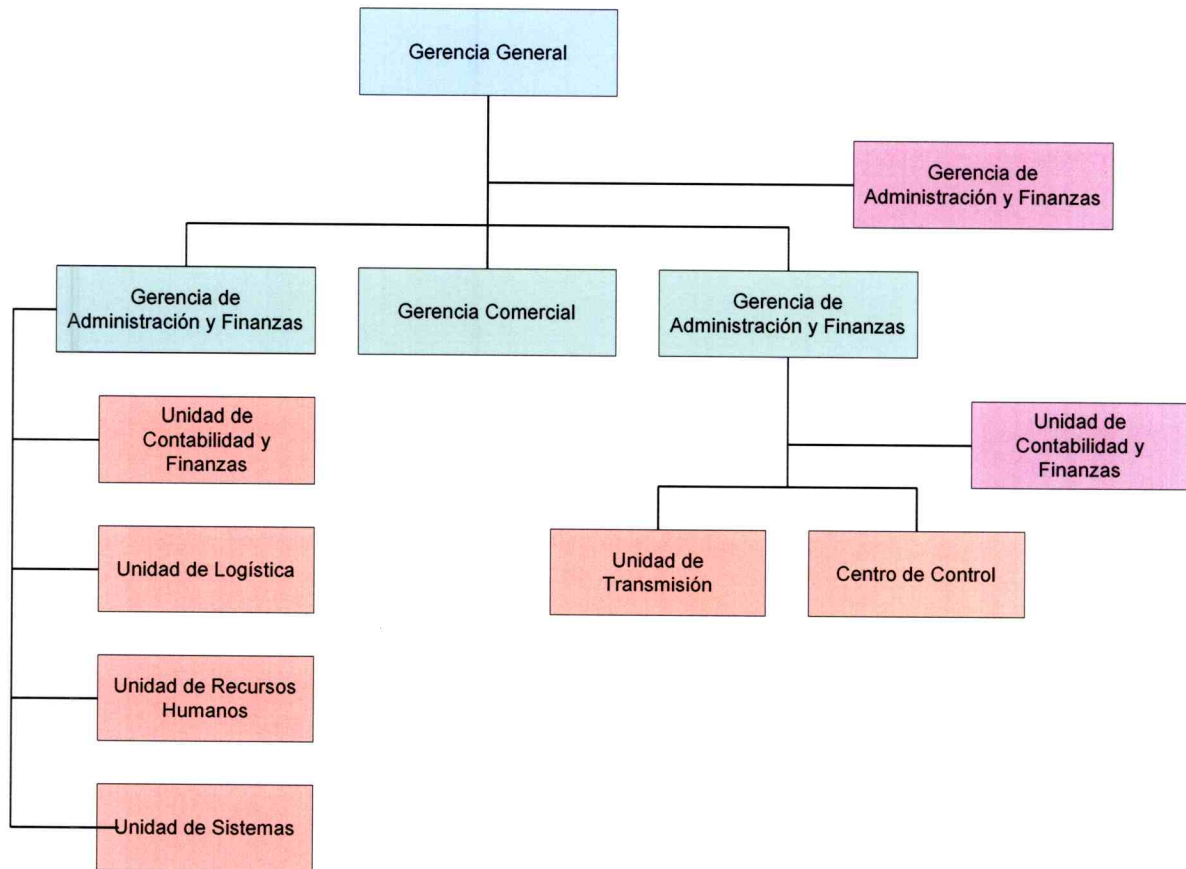 Gerencia General
Gerencia de
Administración y Finanzas
Gerencia de
Administración y Finanzas
Gerencia Comercial
Gerencia de
Administración y Finanzas
Unidad de
Contabilidad y
Finanzas
Unidad de
Contabilidad y
Finanzas
Unidad de Logística
Unidad de
Transmisión
Centro de Control
Unidad de Recursos
Humanos
Unidad de Sistemas